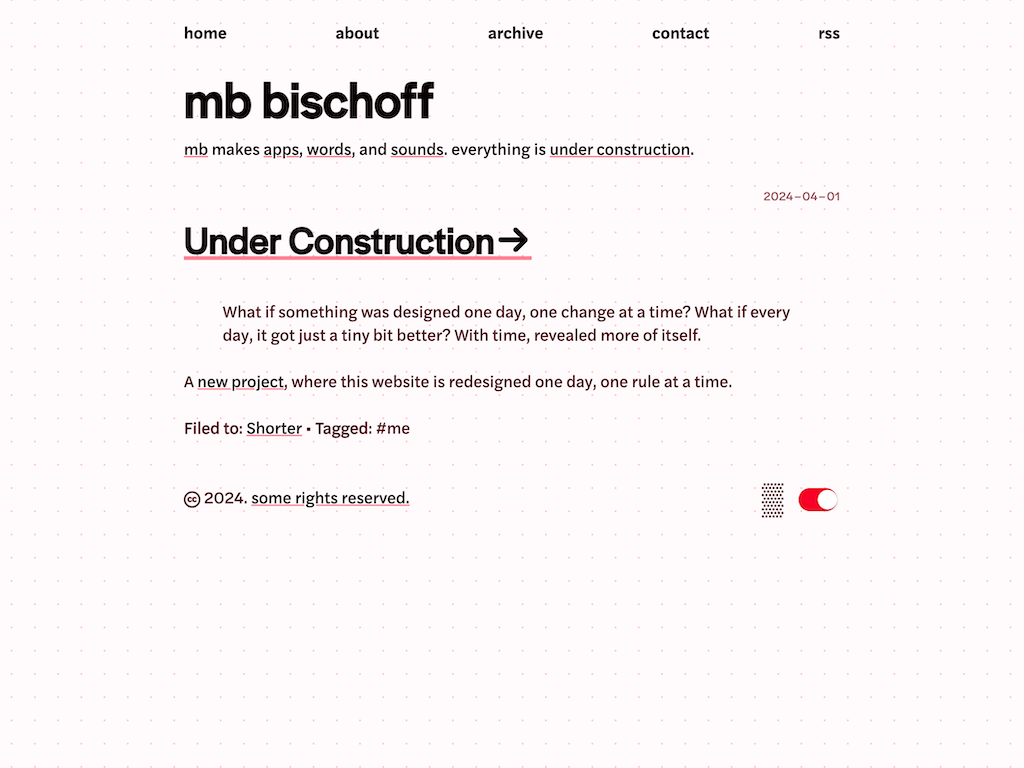 home about archive contact rss
mb bischoff
mb makes apps, words, and sounds. everything is under construction.
2024–04–01
Under Construction→
What if something was designed one day, one change at a time? What if every
day, it got just a tiny bit better? With time, revealed more of itself.
A new project, where this website is redesigned one day, one rule at a time.
Filed to: Shorter • Tagged: #me
🄯 2024. some rights reserved.